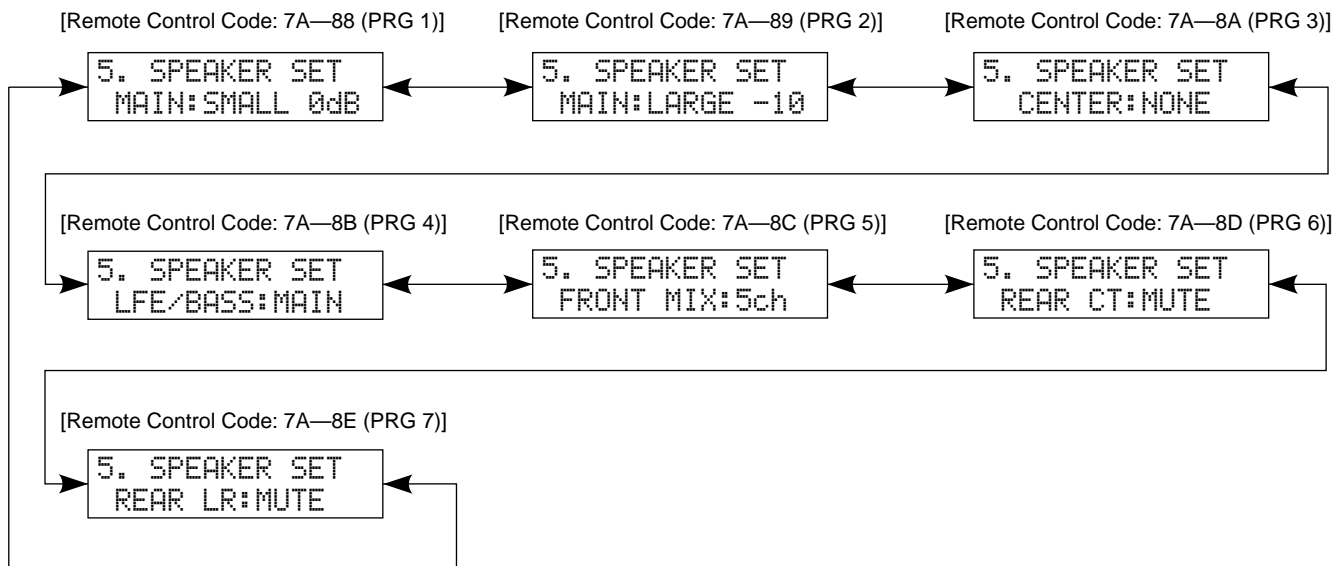 [Remote Control Code: 7A—88 (PRG 1)]
[Remote Control Code: 7A—89 (PRG 2)]
[Remote Control Code: 7A—8A (PRG 3)]
5. SPEAKER SET
MAIN:SMALL 0dB
5. SPEAKER SET
MAIN:LARGE -10
5. SPEAKER SET
CENTER:NONE
[Remote Control Code: 7A—8B (PRG 4)]
[Remote Control Code: 7A—8C (PRG 5)]
[Remote Control Code: 7A—8D (PRG 6)]
5. SPEAKER SET
LFE/BASS:MAIN
5. SPEAKER SET
FRONT MIX:5ch
5. SPEAKER SET
REAR CT:MUTE
[Remote Control Code: 7A—8E (PRG 7)]
5. SPEAKER SET
REAR LR:MUTE